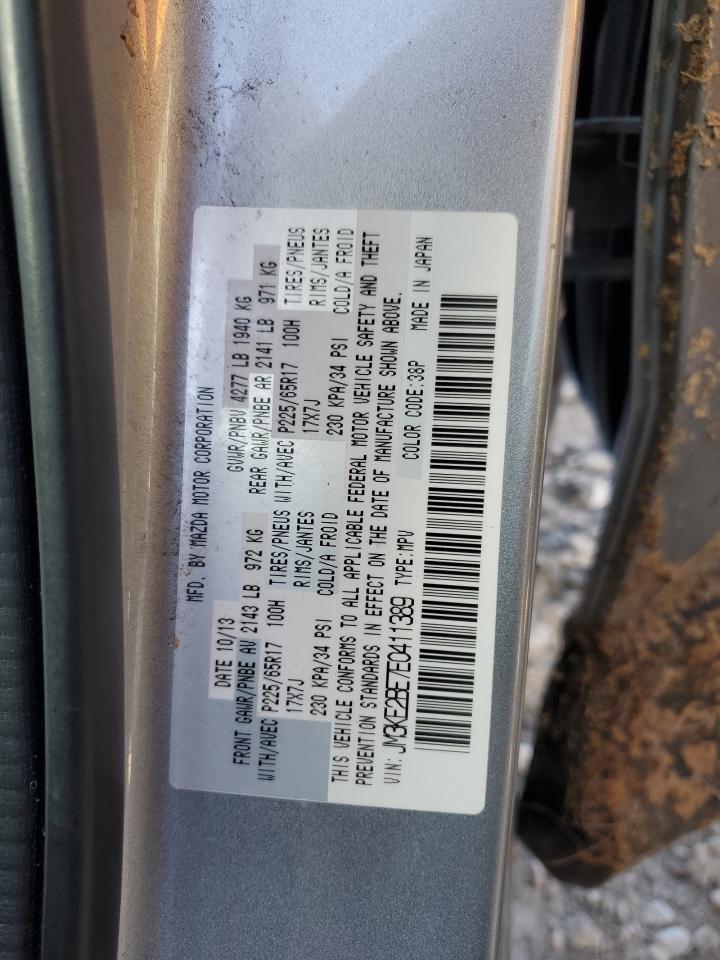 MFD. BY MAZDA MOTOR CORPORATION
DATE 10/13 GVWR/PNBV 4277 LB 1940 KG
FRONT GAWR/PNBE AV 2143 LB 972 KG REAR GAWR/PNBE AR 2141 LB 971 KG
WITH/AVEC P225/65R17 100H TIRES/PNEUS WITH/AVEC P225/65R17 100H TIRES/PNEUS
17X7J RIMS/JANTES 17X7J RIMS/JANTES
230 KPA/34 PSI COLD/A FROID 230 KPA/34 PSI COLD/A FROID
THIS VEHICLE CONFORMS TO ALL APPLICABLE FEDERAL MOTOR VEHICLE SAFETY AND THEFT
PREVENTION STANDARDS IN EFFECT ON THE DATE OF MANUFACTURE SHOWN ABOVE.
VIN: JM3KE2BE7E0411389 TYPE:MPV COLOR CODE:38P MADE IN JAPAN